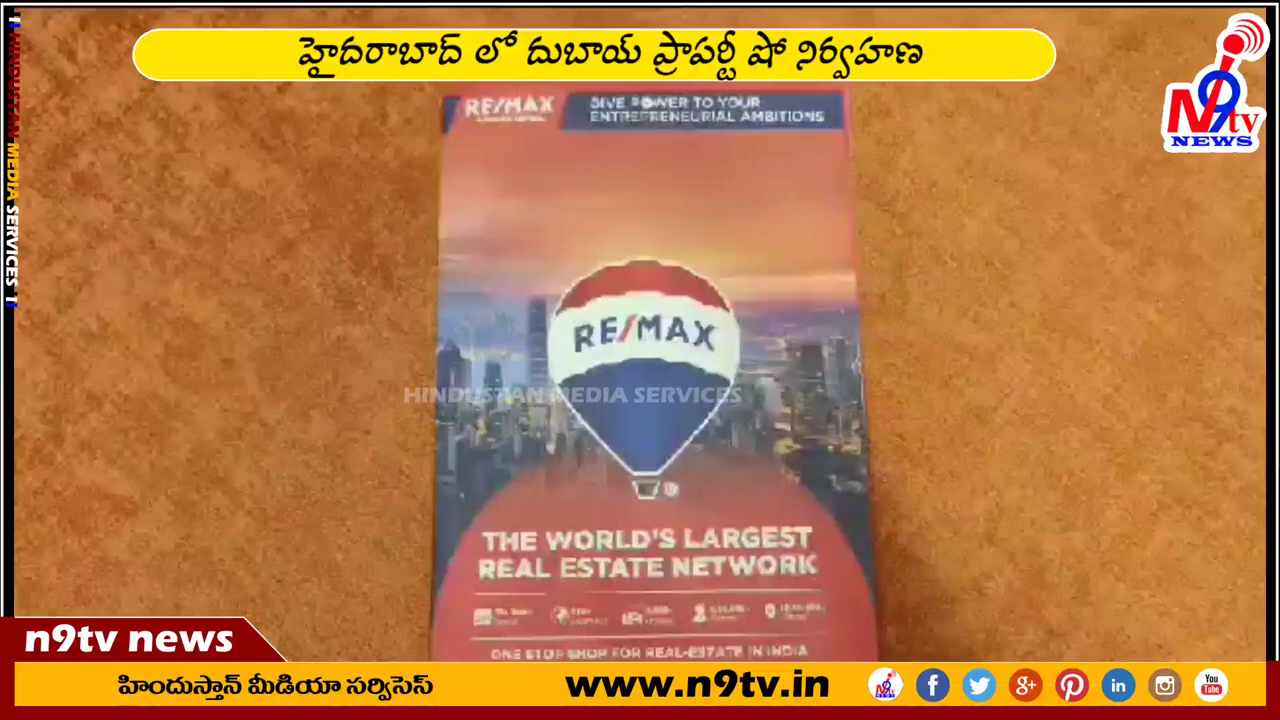 హైదరాబాద్ లో దుబాయ్ ప్రాపర్టీ షో నిర్వహణ
N9tv
NEWS
HINDUSTAN MEDIA SERVICES
RE/MAX
GIVE POWER TO YOUR
ENTREPRENEURIAL AMBITIONS
RE/MAX
HINDUSTAN MEDIA SERVICES
THE WORLD'S LARGEST
REAL ESTATE NETWORK
ONE STOP SHOP FOR REAL-ESTATE IN INDIA
n9tv news
హిందుస్తాన్ మీడియా సర్విసెస్
www.n9tv.in
You
Tube